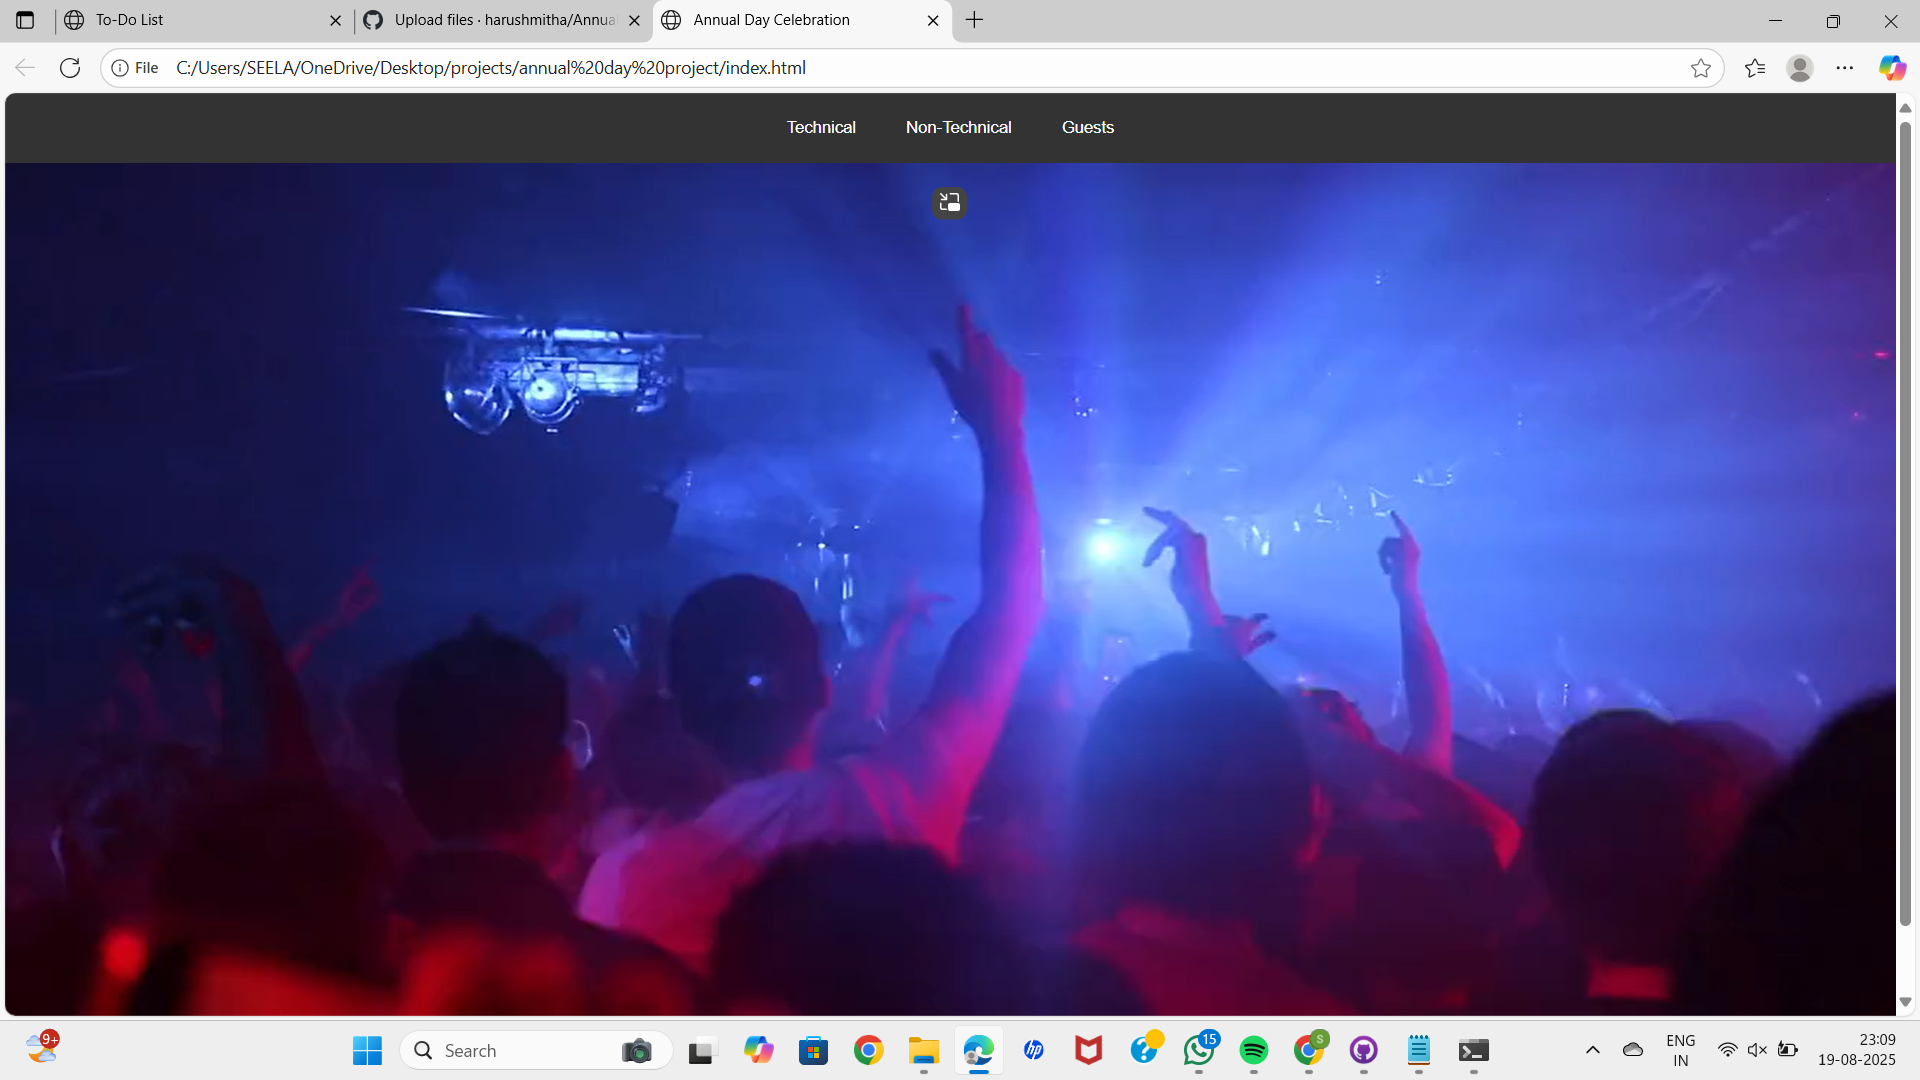 To-Do List
Upload files · harushmitha/Annua
Annual Day Celebration
File
C:/Users/SEELA/OneDrive/Desktop/projects/annual%20day%20project/index.html
Technical
Non-Technical
Guests
9+
Search
15
S
ENG
IN
23:09
19-08-2025